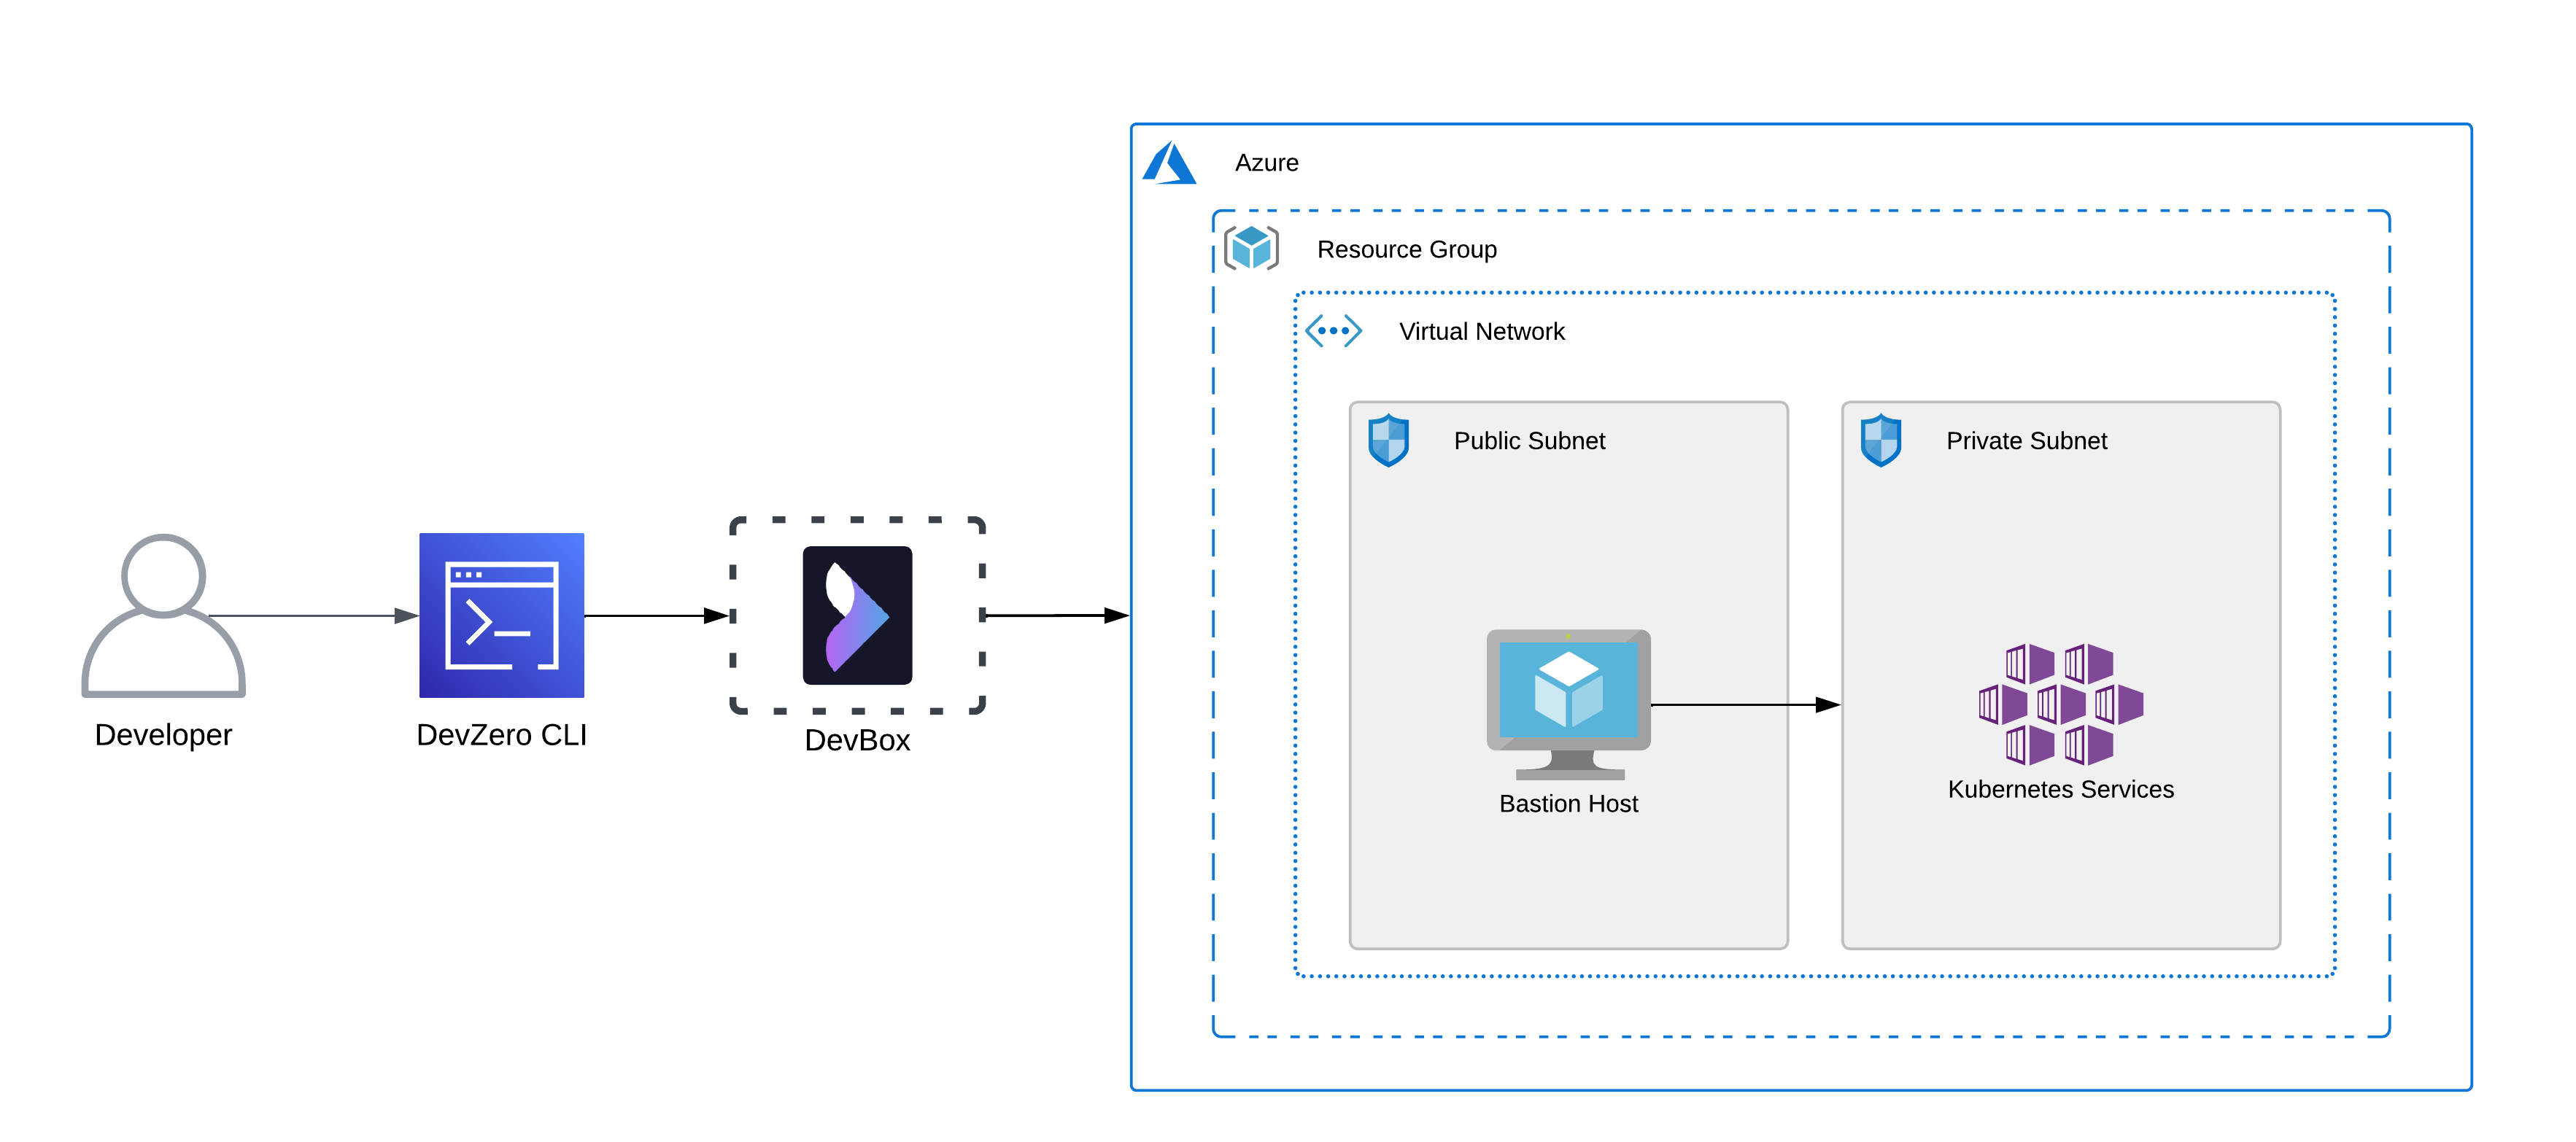 Azure
Resource Group
Virtual Network
Public Subnet
Private Subnet
Developer
DevZero CLI
DevBox
Bastion Host
Kubernetes Services